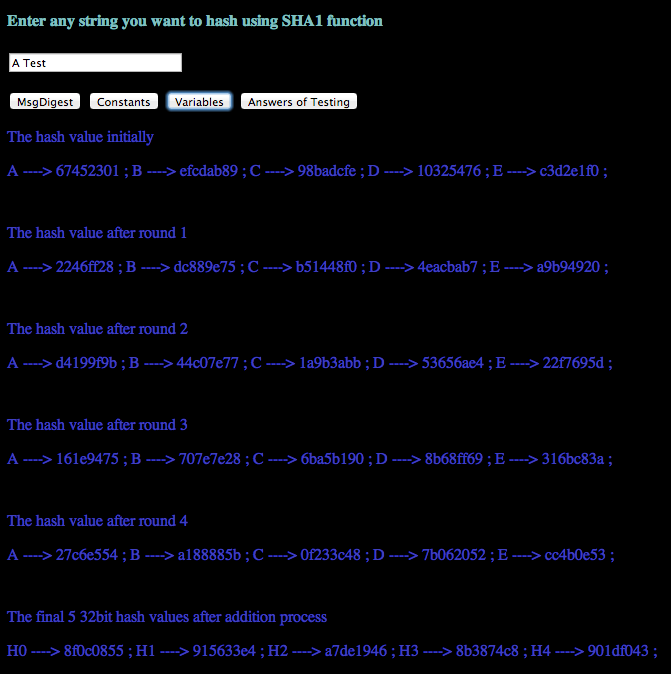 Enter any string you want to hash using SHA1 function
A Test
MsgDigest Constants Variables Answers of Testing
The hash value initially
A ----> 67452301 ; B ----> efcdab89 ; C ----> 98badcfe ; D ----> 10325476 ; E ----> c3d2e1f0 ;
The hash value after round 1
A ----> 2246ff28 ; B ----> dc889e75 ; C ----> b51448f0 ; D ----> 4eacbab7 ; E ----> a9b94920 ;
The hash value after round 2
A ----> d4199f9b ; B ----> 44c07e77 ; C ----> 1a9b3abb ; D ----> 53656ae4 ; E ----> 22f7695d ;
The hash value after round 3
A ----> 161e9475 ; B ----> 707e7e28 ; C ----> 6ba5b190 ; D ----> 8b68ff69 ; E ----> 316bc83a ;
The hash value after round 4
A ----> 27c6e554 ; B ----> a188885b ; C ----> 0f233c48 ; D ----> 7b062052 ; E ----> cc4b0e53 ;
The final 5 32bit hash values after addition process
H0 ----> 8f0c0855 ; H1 ----> 915633e4 ; H2 ----> a7de1946 ; H3 ----> 8b3874c8 ; H4 ----> 901df043 ;